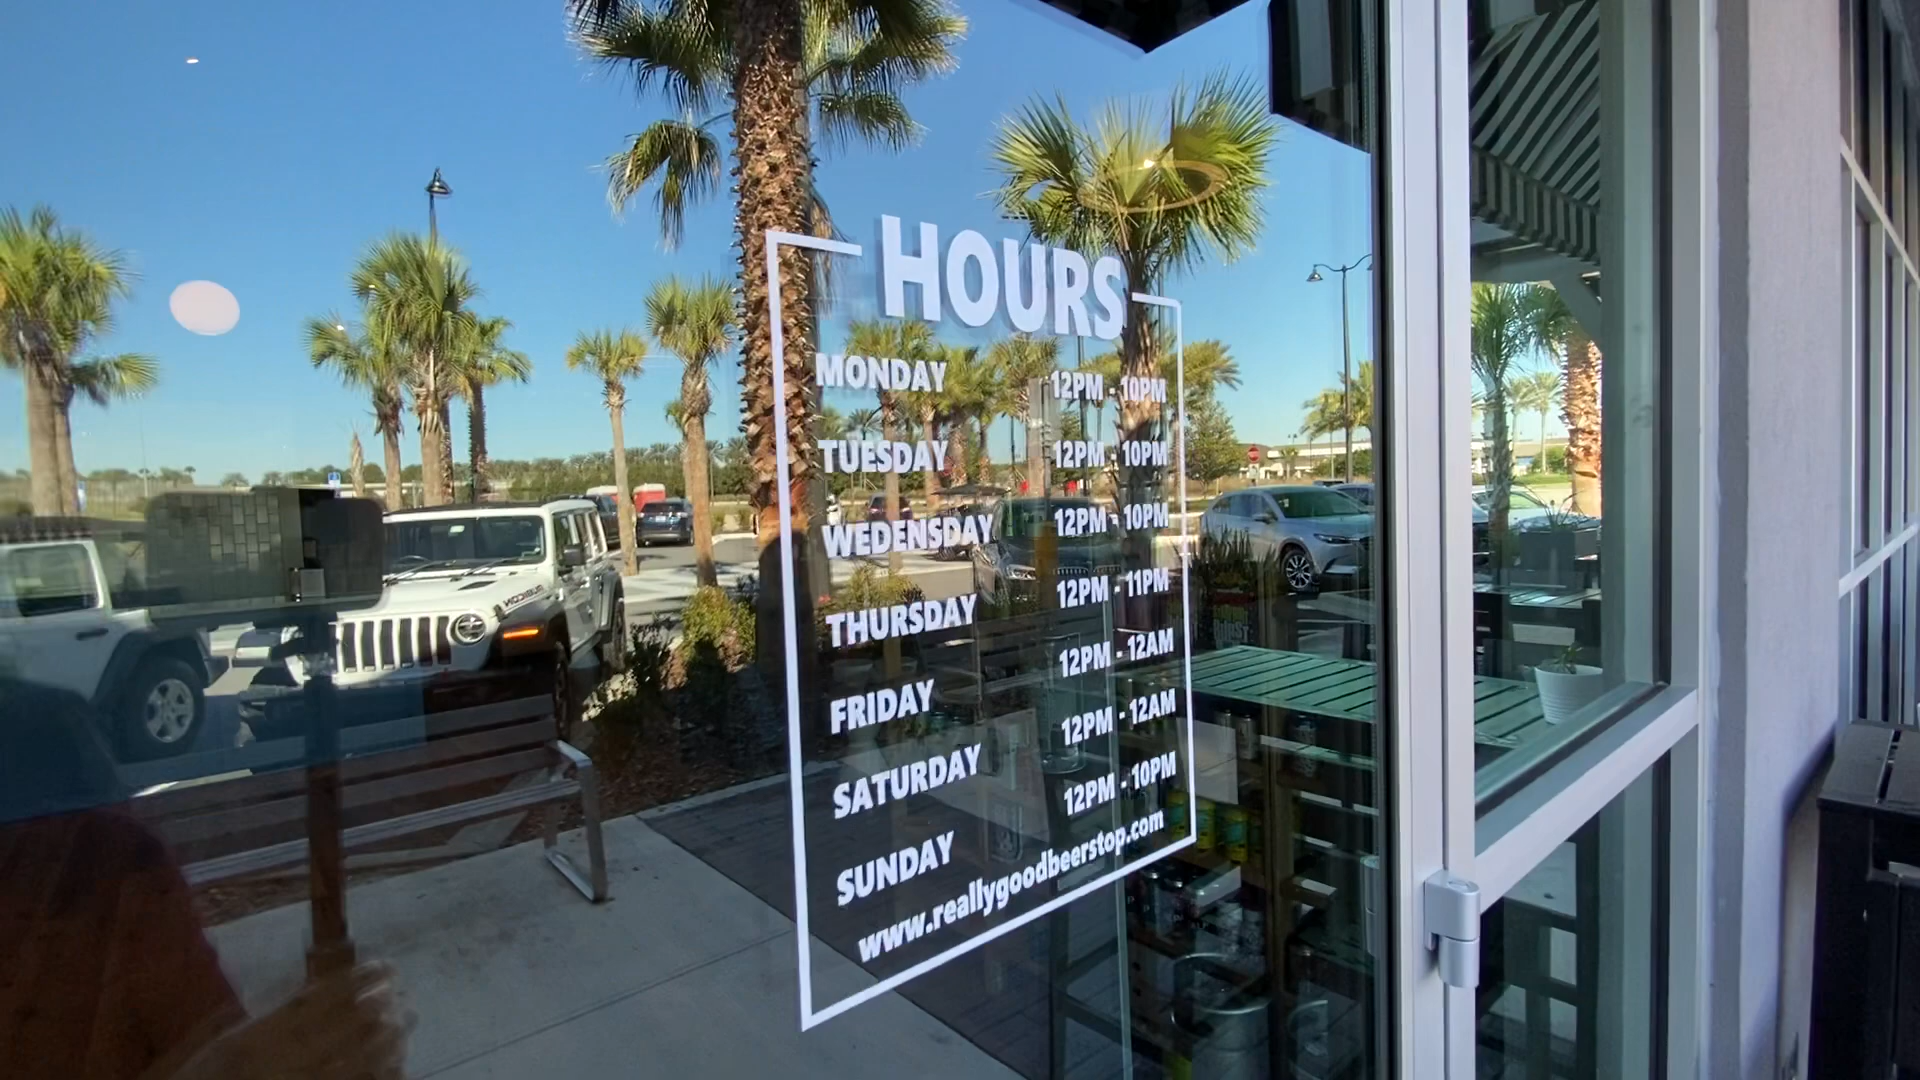 HOURS
MONDAY 12PM - 10PM
TUESDAY 12PM - 10PM
WEDENSDAY 12PM - 10PM
THURSDAY 12PM - 11PM
FRIDAY 12PM - 12AM
SATURDAY 12PM - 12AM
SUNDAY 12PM - 10PM
www.reallygoodbeerstop.com